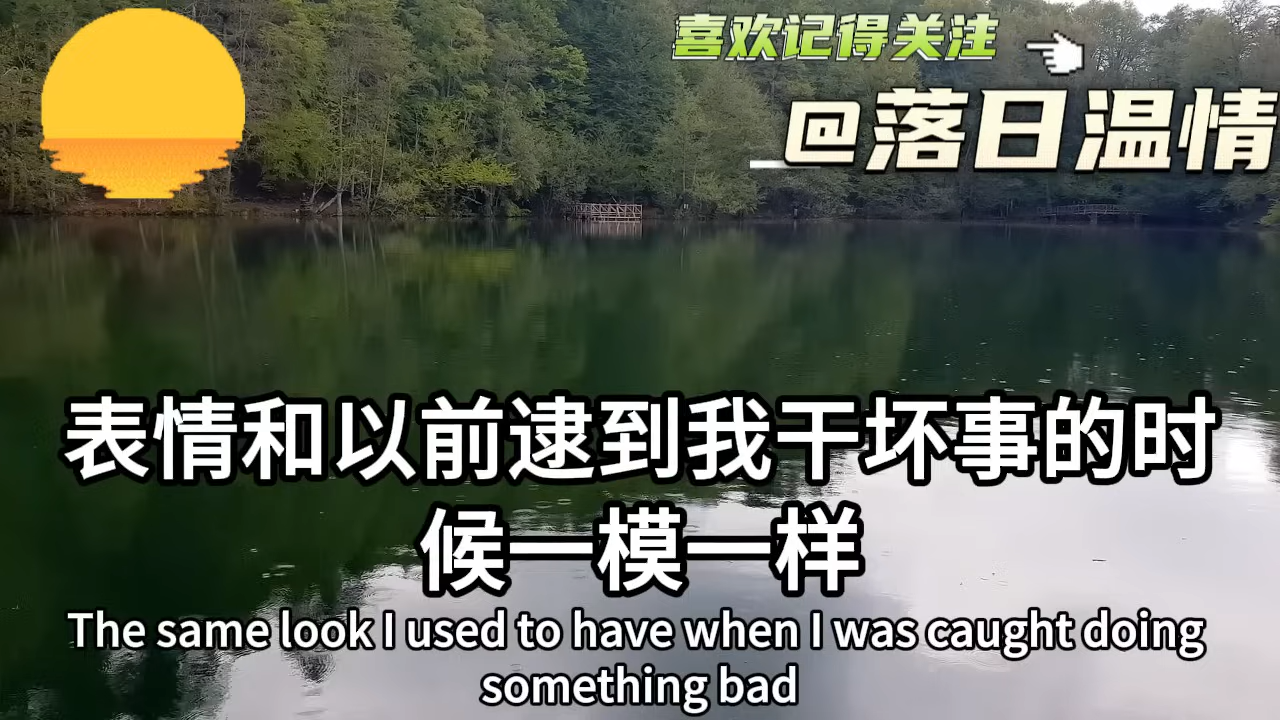 喜欢记得关注
@落日温情
表情和以前逮到我干坏事的时
候一模一样
The same look I used to have when I was caught doing
something bad